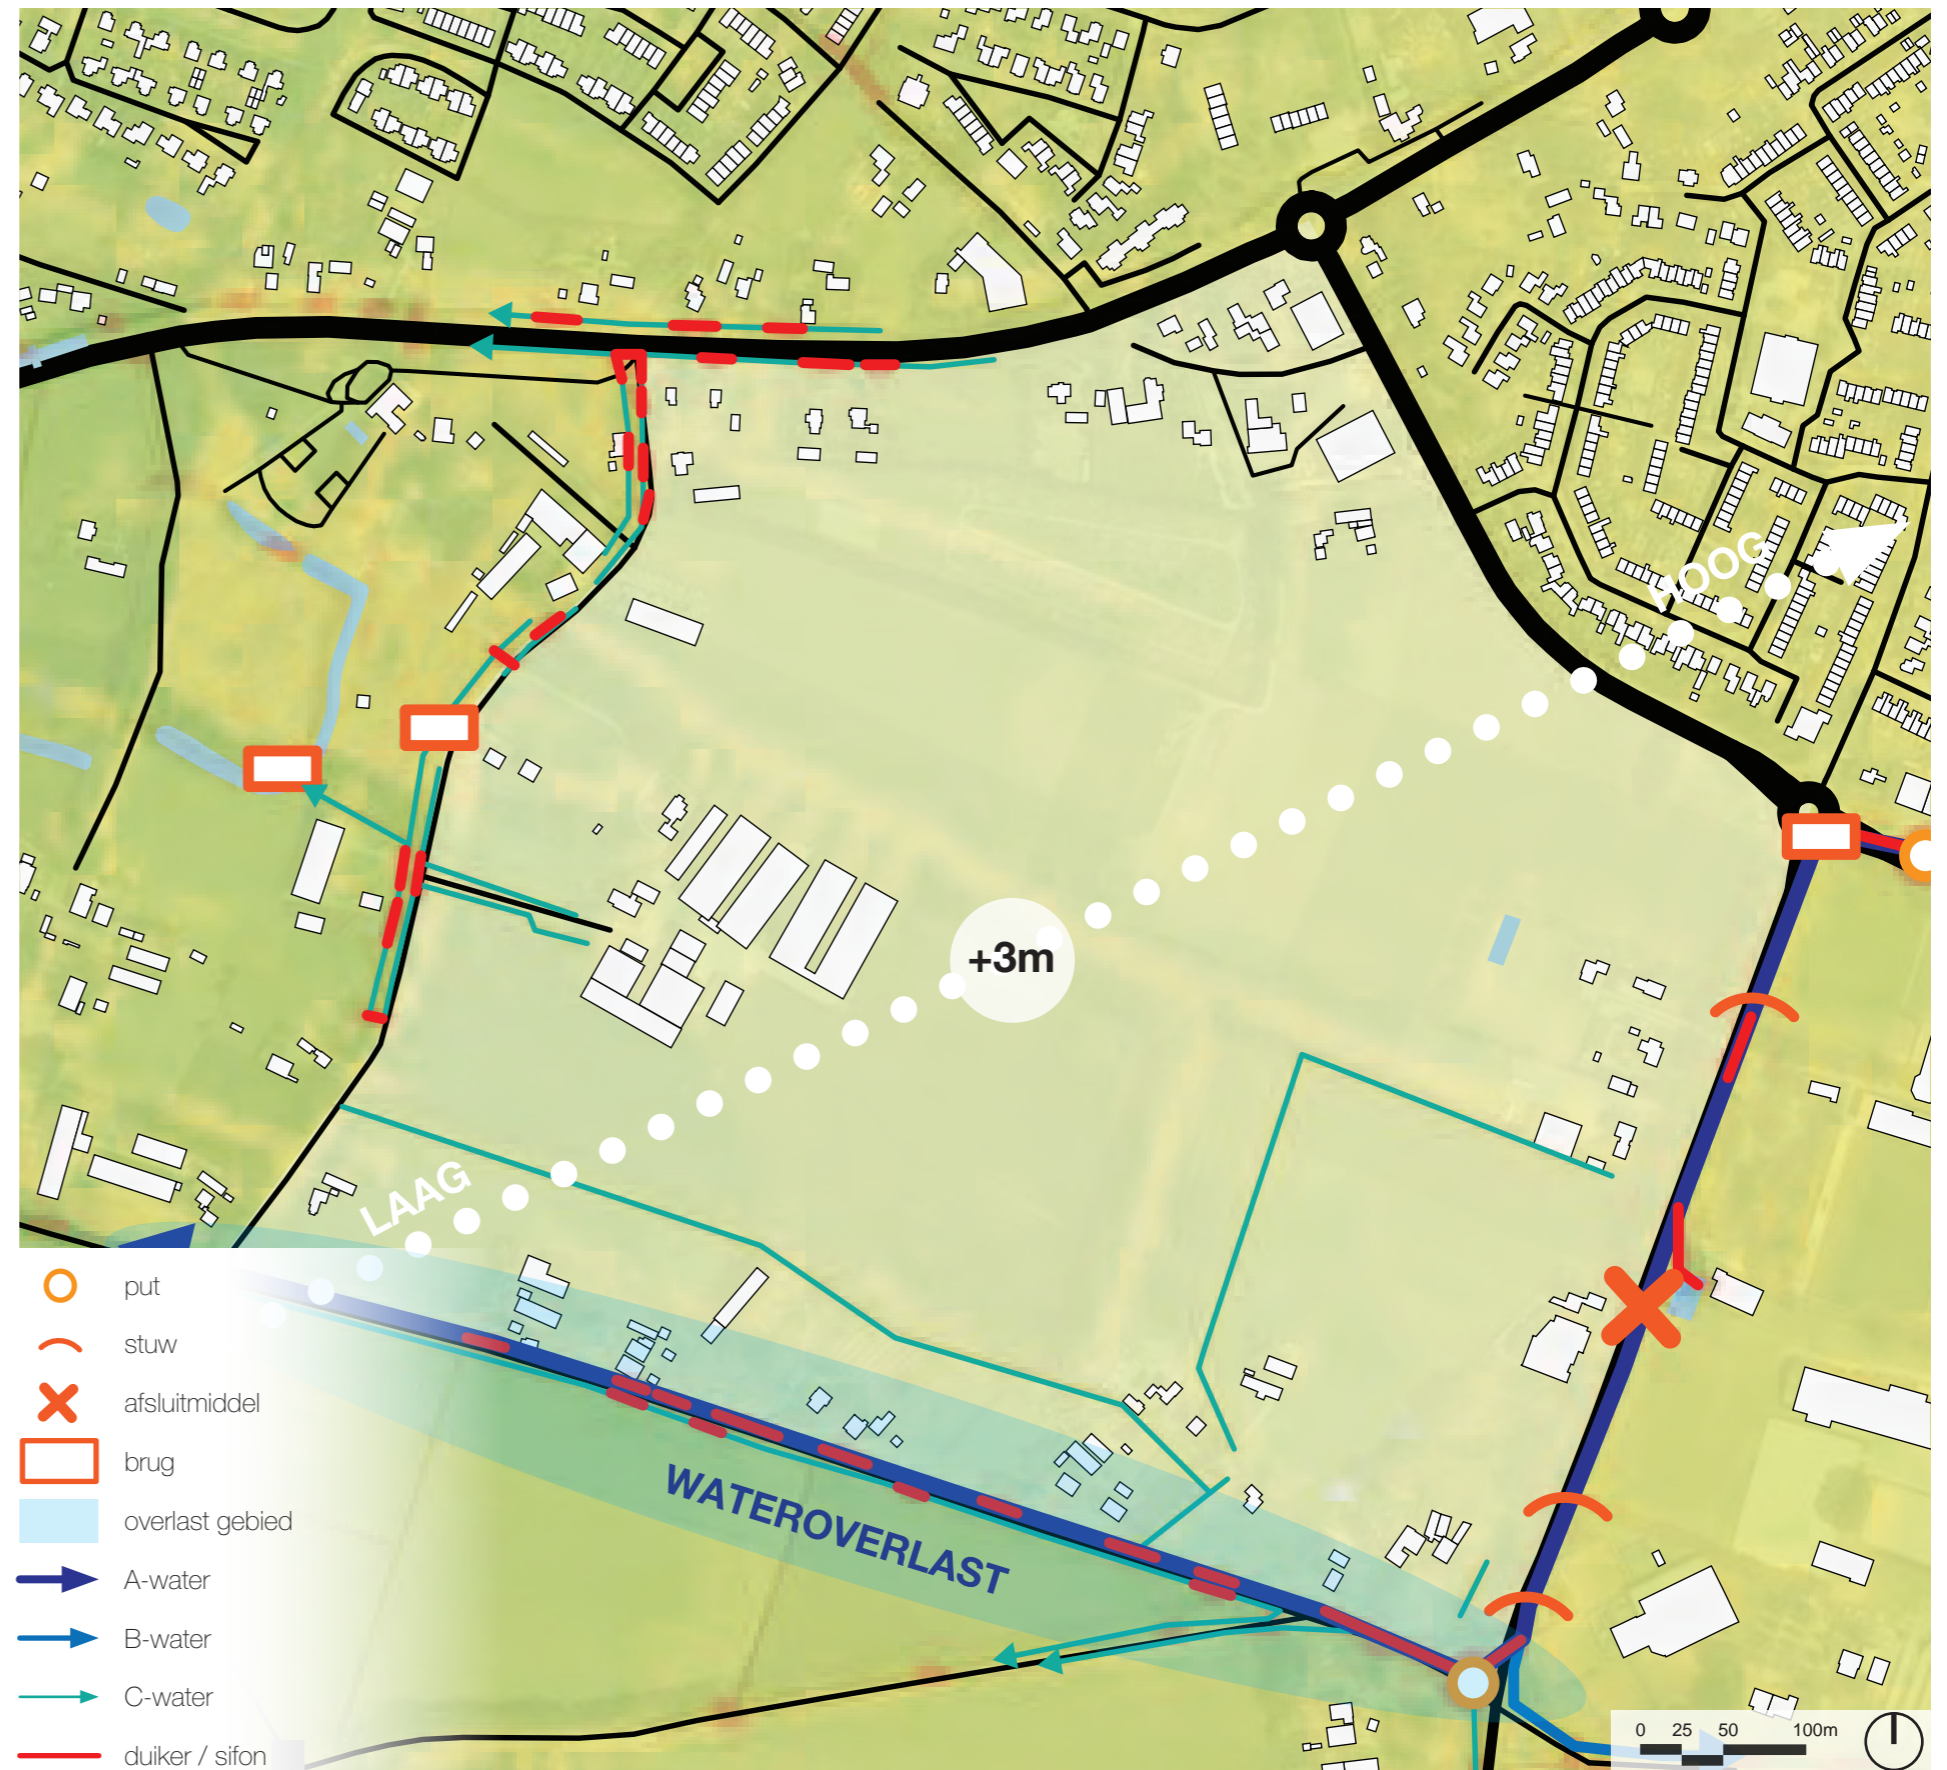 HOOG
+3m
LAAG
WATEROVERLAST
put
stuw
afsluitmiddel
brug
overlast gebied
A-water
B-water
C-water
duiker / sifon
0 25 50 100m